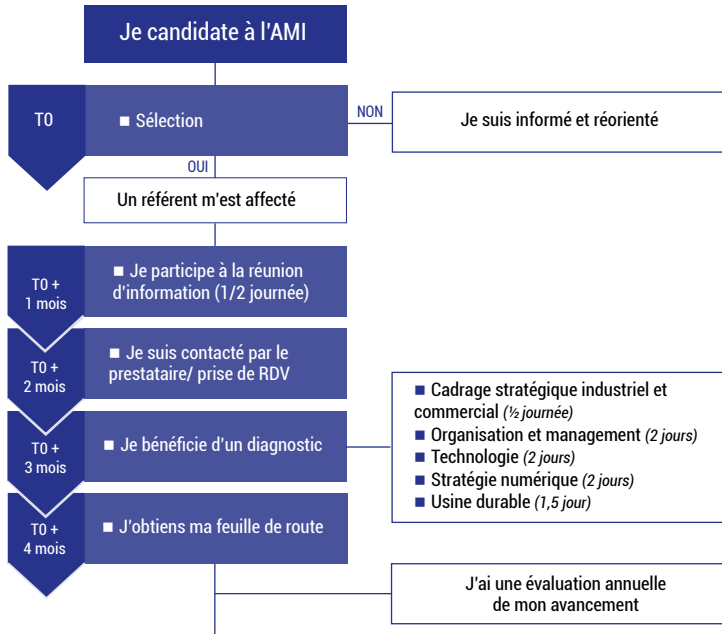 Je candidate à l'AMI
T0
■ Sélection
NON
Je suis informé et réorienté
OUI
Un référent m'est affecté
T0 +
1 mois
■ Je participe à la réunion
d'information (1/2 journée)
T0 +
2 mois
■ Je suis contacté par le
prestataire/ prise de RDV
T0 +
3 mois
■ Je bénéficie d'un diagnostic
■ Cadrage stratégique industriel et
commercial (½ journée)
■ Organisation et management (2 jours)
■ Technologie (2 jours)
■ Stratégie numérique (2 jours)
■ Usine durable (1,5 jour)
T0 +
4 mois
■ J'obtiens ma feuille de route
J'ai une évaluation annuelle
de mon avancement